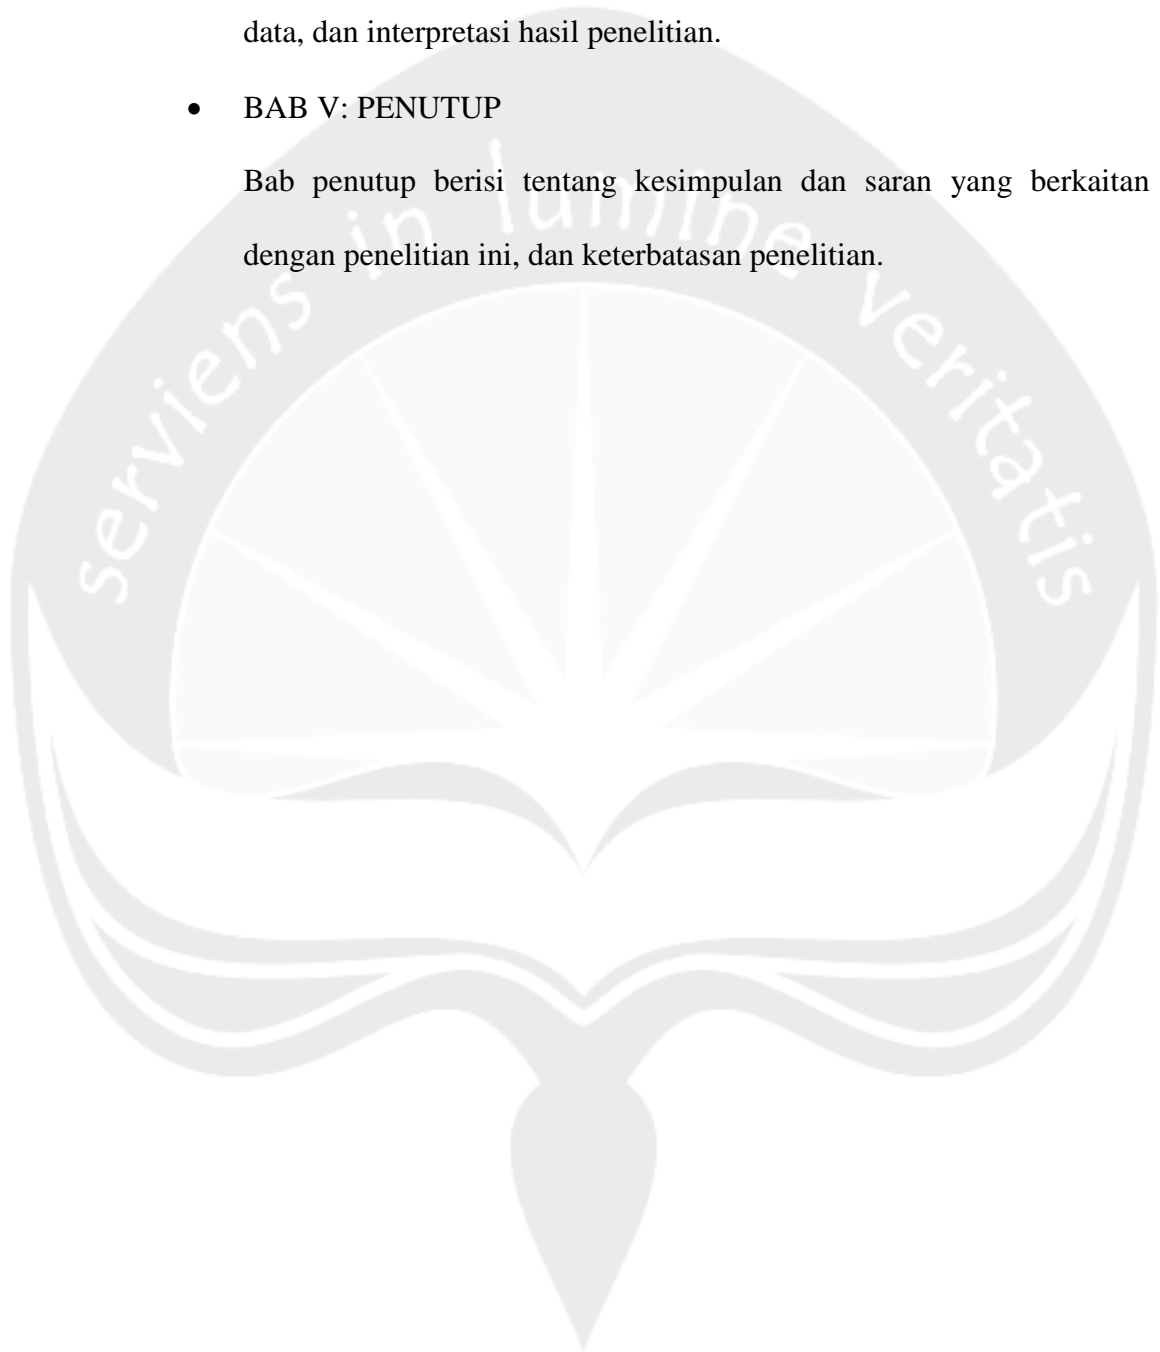 data, dan interpretasi hasil penelitian.
• BAB V: PENUTUP
Bab penutup berisi tentang kesimpulan dan saran yang berkaitan
dengan penelitian ini, dan keterbatasan penelitian.
serviens in lumine veritatis